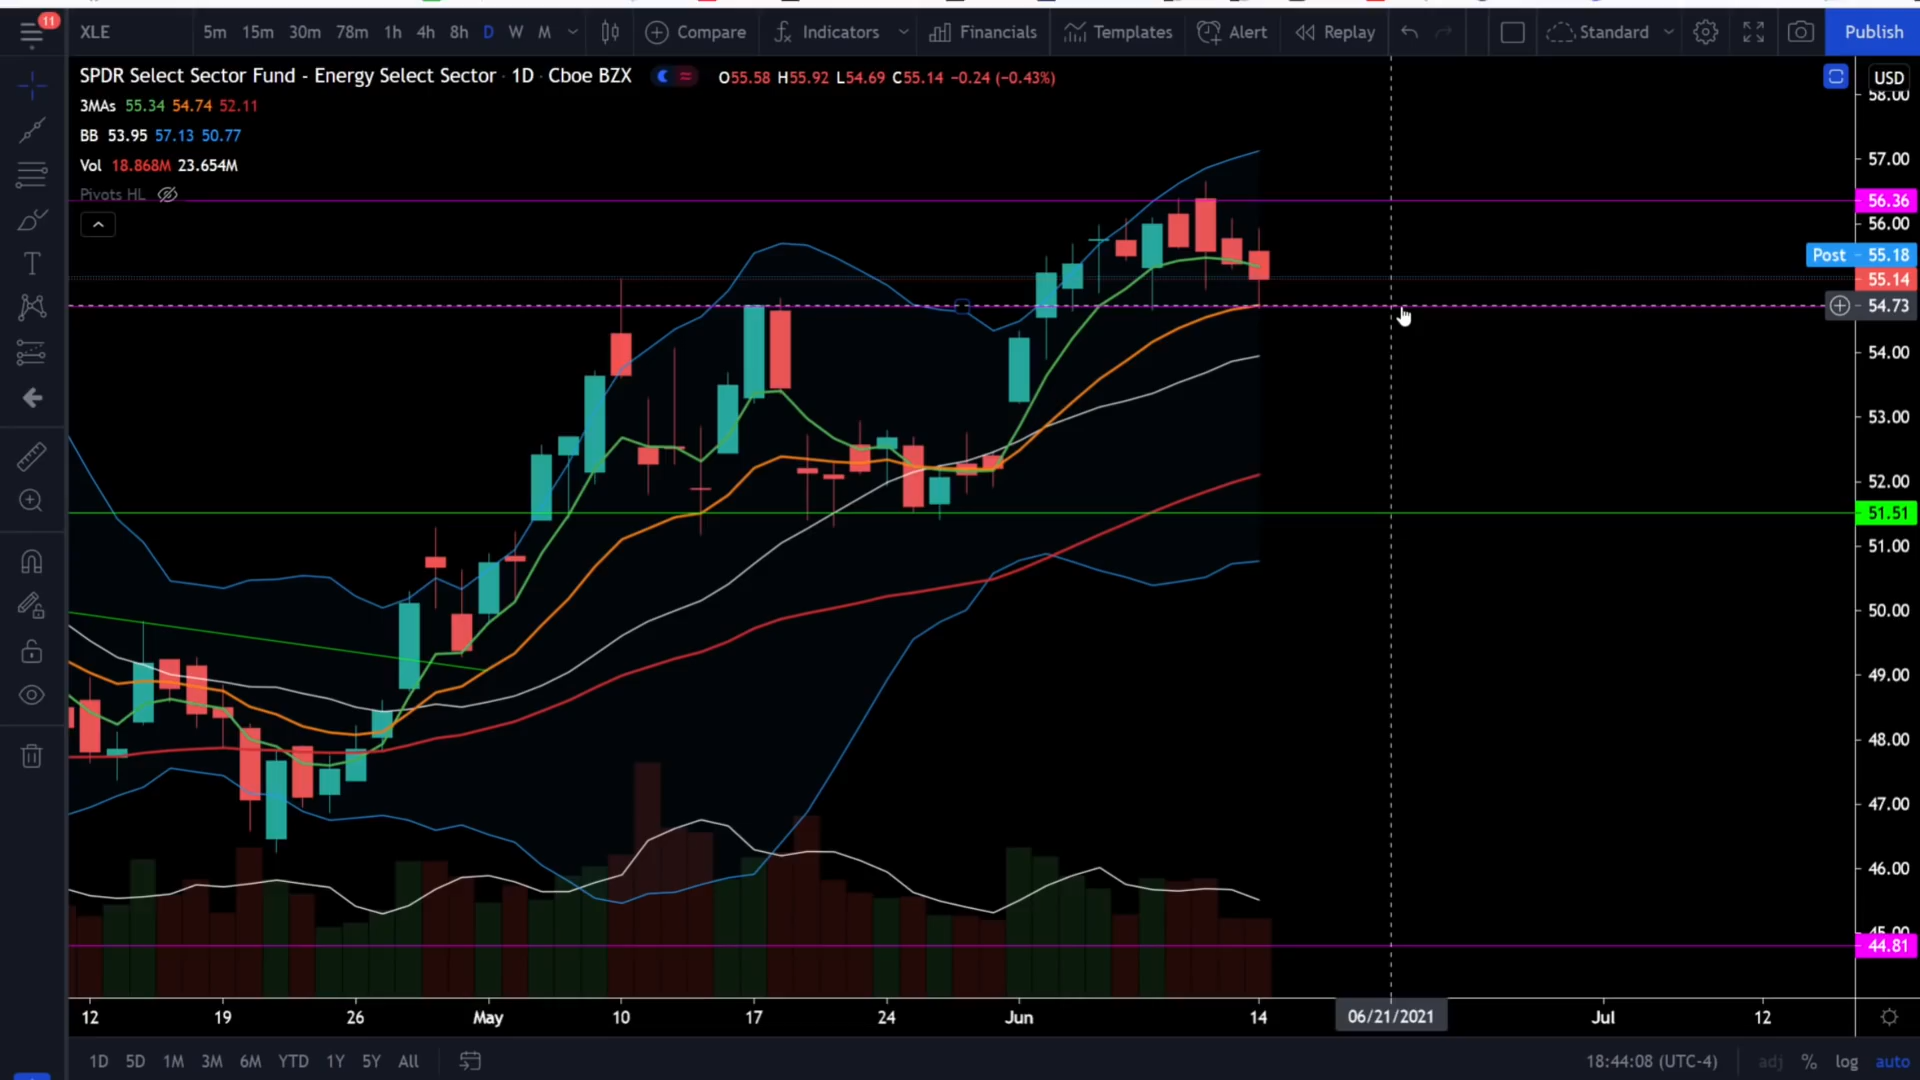 11
XLE 5m 15m 30m 78m 1h 4h 8h D W M Compare Indicators Financials Templates Alert Replay Standard Publish
SPDR Select Sector Fund - Energy Select Sector · 1D · Cboe BZX O55.58 H55.92 L54.69 C55.14 −0.24 (−0.43%)
3MAs 55.34 54.74 52.11
BB 53.95 57.13 50.77
Vol 18.868M 23.654M
Pivots HL
USD
58.00
57.00
56.36
56.00
Post 55.18
55.14
54.73
54.00
53.00
52.00
51.51
51.00
50.00
49.00
48.00
47.00
46.00
45.00
44.81
12 19 26 May 10 17 24 Jun 14 06/21/2021 Jul 12
1D 5D 1M 3M 6M YTD 1Y 5Y All 18:44:08 (UTC-4) adj % log auto